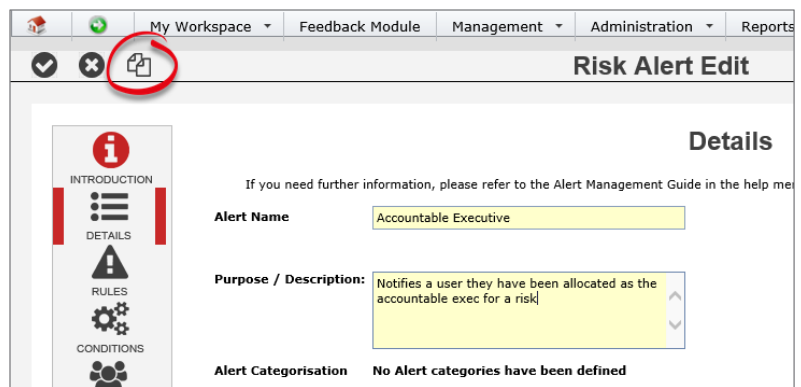 My Workspace Feedback Module Management Administration Reports
Risk Alert Edit
Details
If you need further information, please refer to the Alert Management Guide in the help
INTRODUCTION
DETAILS
RULES
CONDITIONS
Alert Name Accountable Executive
Purpose / Description: Notifies a user they have been allocated as the
accountable exec for a risk
Alert Categorisation No Alert categories have been defined